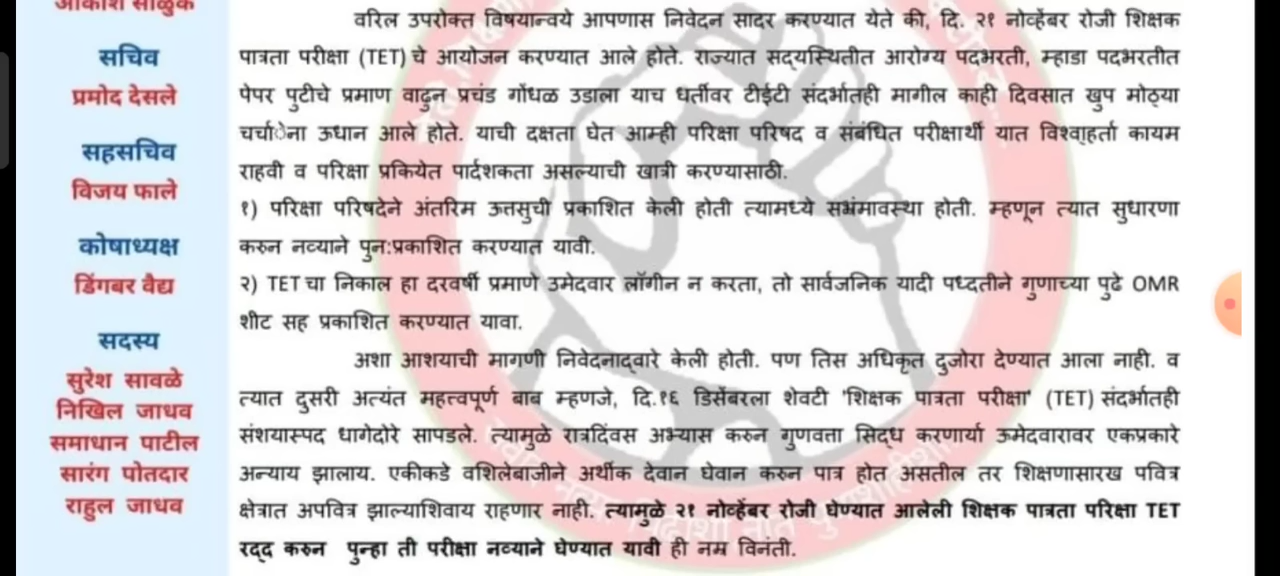 आकाश साळुंके
सचिव
प्रमोद देसले
सहसचिव
विजय फाले
कोषाध्यक्ष
डिंगबर वैद्य
सदस्य
सुरेश सावळे
निखिल जाधव
समाधान पाटील
सारंग पोतदार
राहुल जाधव
वरिल उपरोक्त विषयान्वये आपणास निवेदन सादर करण्यात येते की, दि. २१ नोव्हेंबर रोजी शिक्षक
पात्रता परीक्षा (TET) चे आयोजन करण्यात आले होते. राज्यात सद्यस्थितीत आरोग्य पदभरती, म्हाडा पदभरतीत
पेपर पुटीचे प्रमाण वाढुन प्रचंड गोंधळ उडाला याच धर्तीवर टीईटी संदर्भातही मागील काही दिवसात खुप मोठ्या
चर्चाेना ऊधान आले होते. याची दक्षता घेत आम्ही परिक्षा परिषद व संबंधित परीक्षार्थी यात विश्वाहर्ता कायम
राहवी व परिक्षा प्रकियेत पार्दशकता असल्याची खात्री करण्यासाठी.
१) परिक्षा परिषदेने अंतरिम ऊत्तसुची प्रकाशित केली होती त्यामध्ये सभ्रंमावस्था होती. म्हणून त्यात सुधारणा
करुन नव्याने पुन:प्रकाशित करण्यात यावी.
२) TET चा निकाल हा दरवर्षी प्रमाणे उमेदवार लॉगीन न करता, तो सार्वजनिक यादी पध्दतीने गुणाच्या पुढे OMR
शीट सह प्रकाशित करण्यात यावा.
अशा आशयाची मागणी निवेदनाद्वारे केली होती. पण तिस अधिकृत दुजोरा देण्यात आला नाही. व
त्यात दुसरी अत्यंत महत्त्वपूर्ण बाब म्हणजे, दि.१६ डिसेंबरला शेवटी 'शिक्षक पात्रता परीक्षा' (TET) संदर्भातही
संशयास्पद धागेदोरे सापडले. त्यामुळे रात्रदिंवस अभ्यास करुन गुणवत्ता सिद्ध करणार्या ऊमेदवारावर एकप्रकारे
अन्याय झालाय. एकीकडे वशिलेबाजीने अर्थीक देवान घेवान करुन पात्र होत असतील तर शिक्षणासारख पवित्र
क्षेत्रात अपवित्र झाल्याशिवाय राहणार नाही. त्यामुळे २१ नोव्हेंबर रोजी घेण्यात आलेली शिक्षक पात्रता परिक्षा TET
रद्द करुन पुन्हा ती परीक्षा नव्याने घेण्यात यावी ही नम्र विनंती.